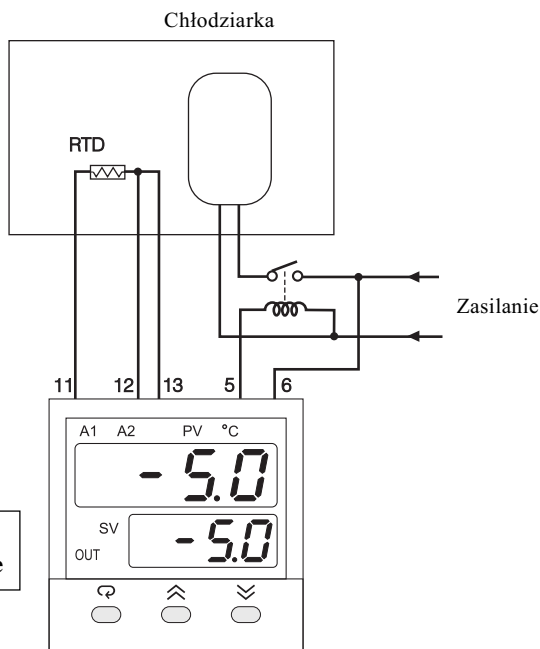 Chłodziarka
RTD
Zasilanie
11 12 13 5 6
A1 A2 PV °C
- 5.0
SV - 5.0
OUT
e